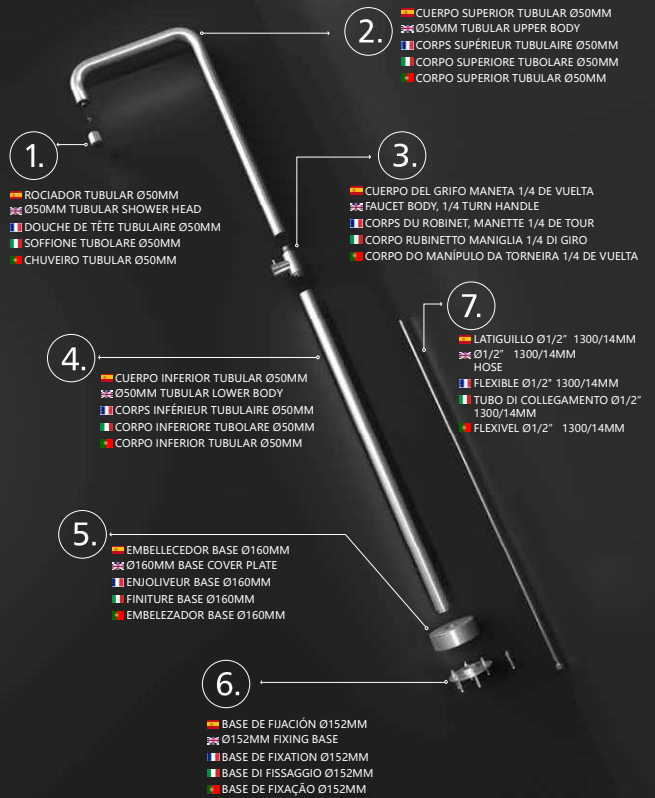 1.
ROCIADOR TUBULAR Ø50MM
Ø50MM TUBULAR SHOWER HEAD
DOUCHE DE TÊTE TUBULAIRE Ø50MM
SOFFIONE TUBOLARE Ø50MM
CHUVEIRO TUBULAR Ø50MM
2.
CUERPO SUPERIOR TUBULAR Ø50MM
Ø50MM TUBULAR UPPER BODY
CORPS SUPÉRIEUR TUBULAIRE Ø50MM
CORPO SUPERIORE TUBOLARE Ø50MM
CORPO SUPERIOR TUBULAR Ø50MM
3.
CUERPO DEL GRIFO MANETA 1/4 DE VUELTA
FAUCET BODY, 1/4 TURN HANDLE
CORPS DU ROBINET, MANETTE 1/4 DE TOUR
CORPO RUBINETTO MANIGLIA 1/4 DI GIRO
CORPO DO MANÍPULO DA TORNEIRA 1/4 DE VUELTA
4.
CUERPO INFERIOR TUBULAR Ø50MM
Ø50MM TUBULAR LOWER BODY
CORPS INFÉRIEUR TUBULAIRE Ø50MM
CORPO INFERIORE TUBOLARE Ø50MM
CORPO INFERIOR TUBULAR Ø50MM
5.
EMBELLECEDOR BASE Ø160MM
Ø160MM BASE COVER PLATE
ENJOLIVEUR BASE Ø160MM
FINITURE BASE Ø160MM
EMBELEZADOR BASE Ø160MM
6.
BASE DE FIJACIÓN Ø152MM
Ø152MM FIXING BASE
BASE DE FIXATION Ø152MM
BASE DI FISSAGGIO Ø152MM
BASE DE FIXAÇÃO Ø152MM
7.
LATIGUILLO Ø1/2" 1300/14MM
Ø1/2" 1300/14MM
HOSE
FLEXIBLE Ø1/2" 1300/14MM
TUBO DI COLLEGAMENTO Ø1/2"
1300/14MM
FLEXIVEL Ø1/2" 1300/14MM